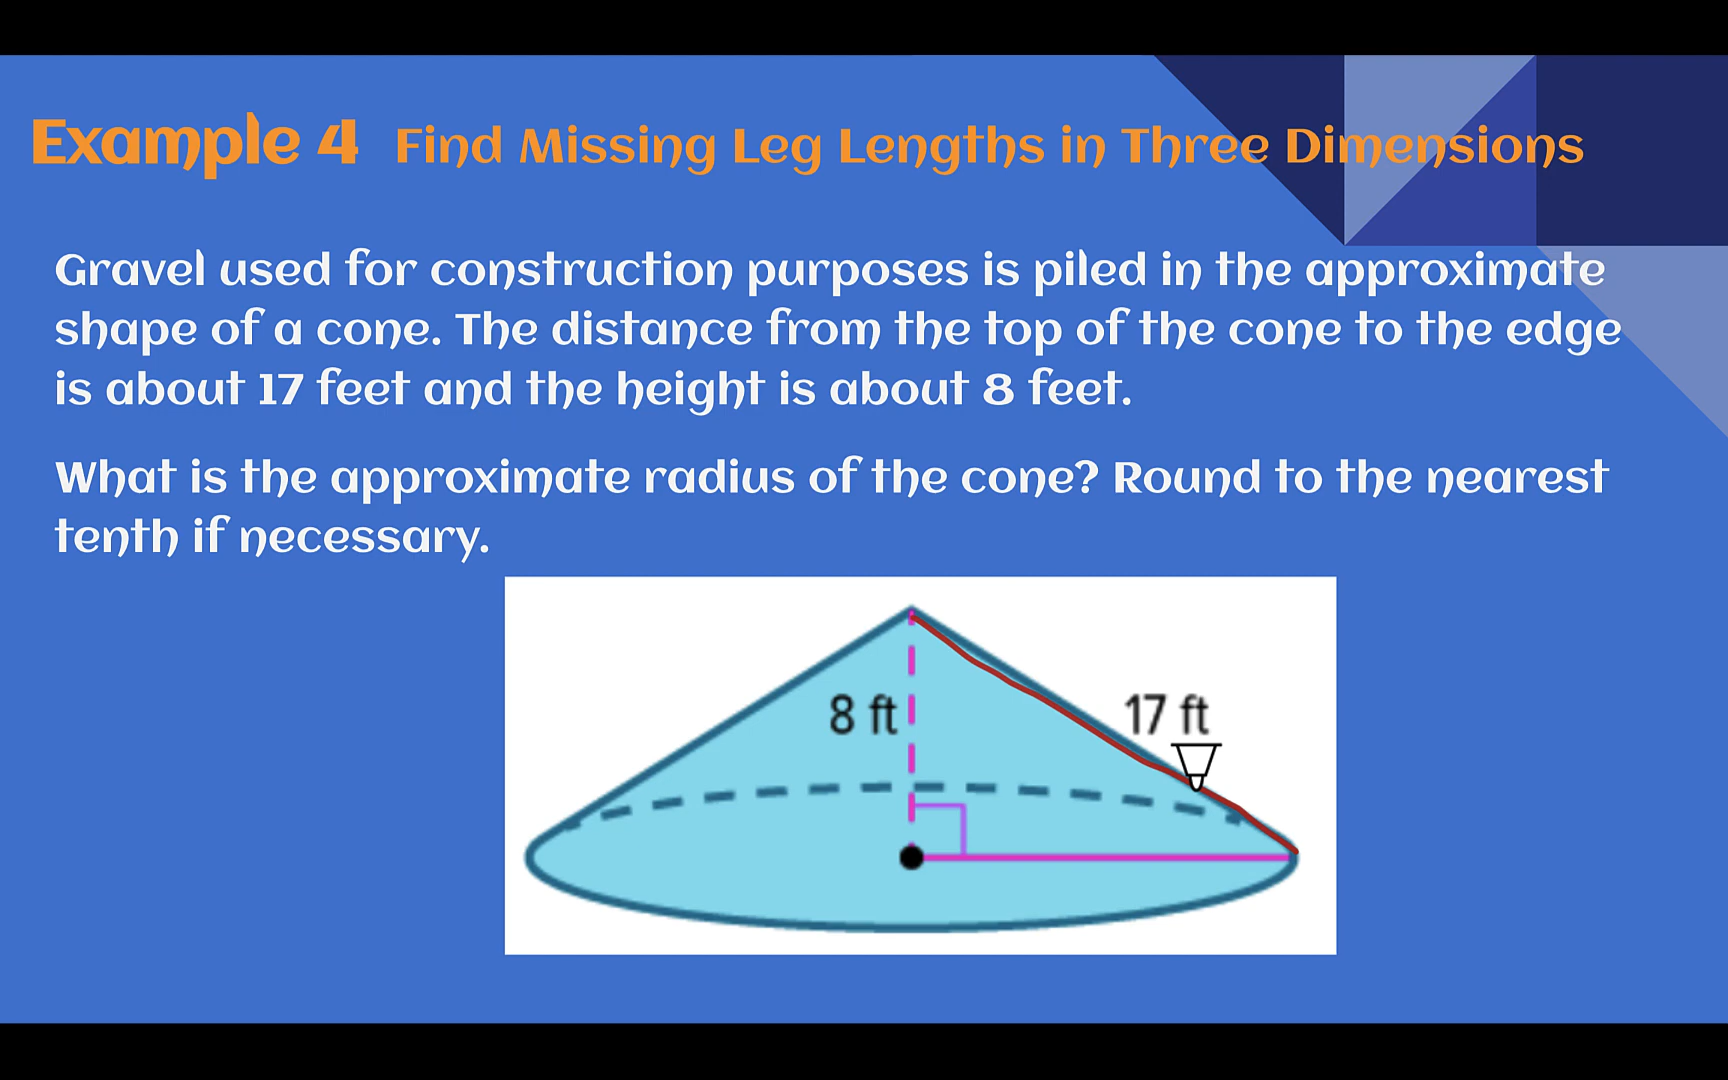 Example 4 Find Missing Leg Lengths in Three Dimensions
Gravel used for construction purposes is piled in the approximate
shape of a cone. The distance from the top of the cone to the edge
is about 17 feet and the height is about 8 feet.
What is the approximate radius of the cone? Round to the nearest
tenth if necessary.
8 ft
17 ft